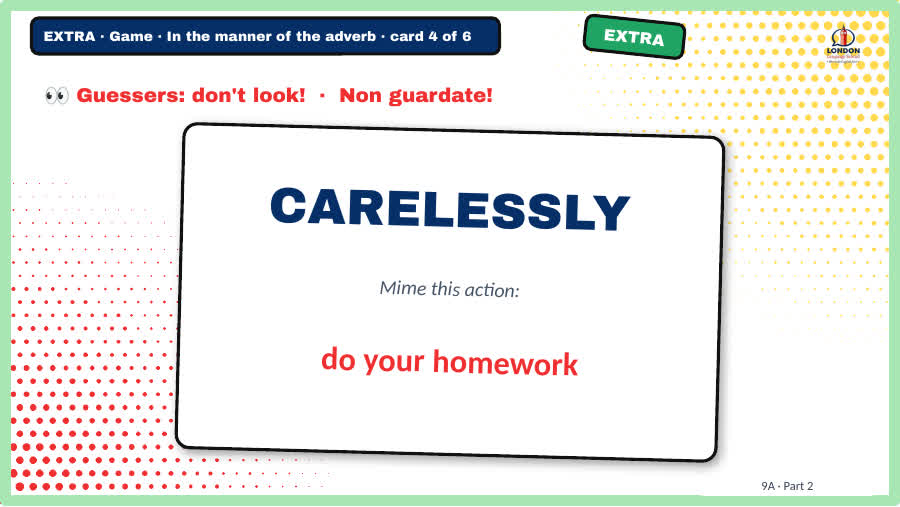 EXTRA · Game · In the manner of the adverb · card 4 of 6
EXTRA
LONDON
👀 Guessers: don't look! · Non guardate!
CARELESSLY
Mime this action:
do your homework
9A · Part 2